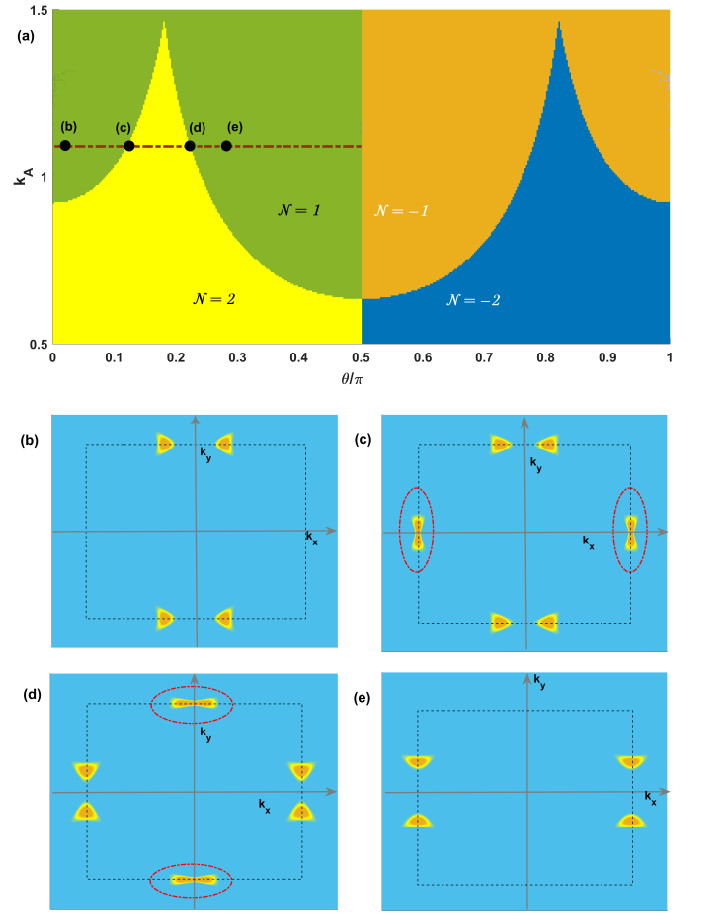 (a)
1.5
1
0.5
k_A
(b)
(c)
(d)
(e)
𝒩 = 1
𝒩 = −1
𝒩 = 2
𝒩 = −2
0
0.1
0.2
0.3
0.4
0.5
0.6
0.7
0.8
0.9
1
θ/π
(b)
k_y
k_x
(c)
k_y
k_x
(d)
k_y
k_x
(e)
k_y
k_x